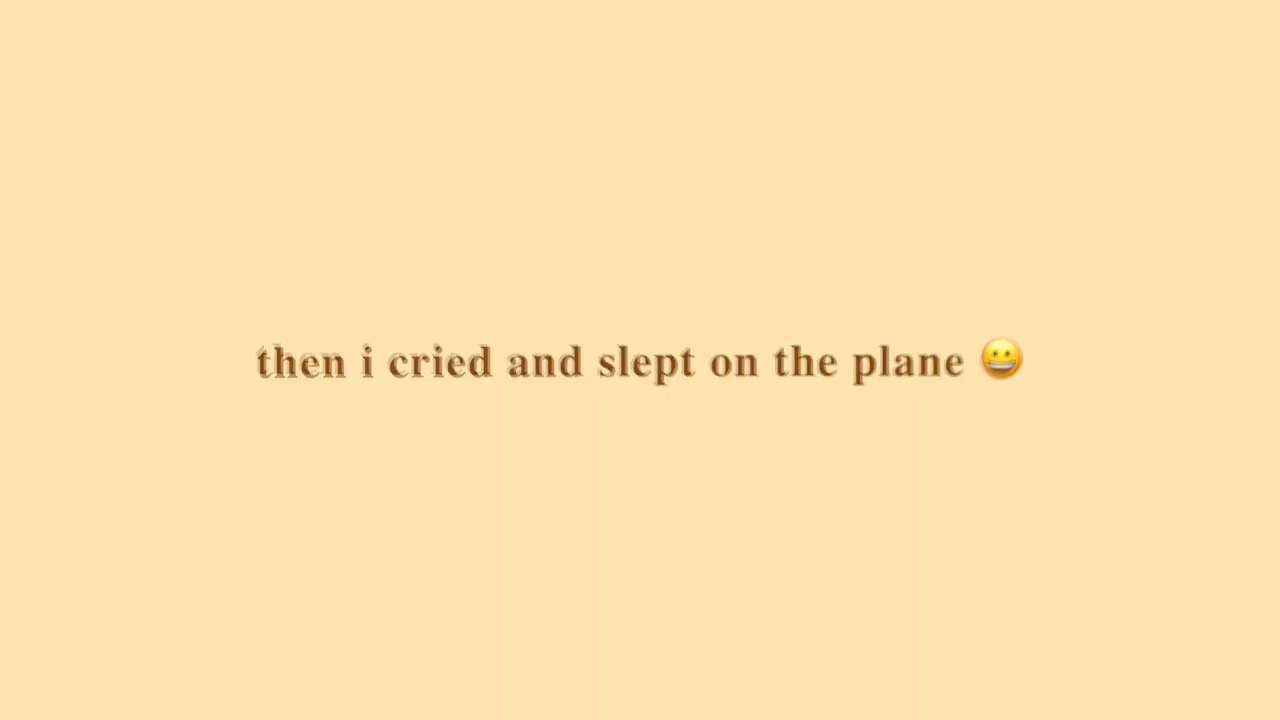 then i cried and slept on the plane 😀